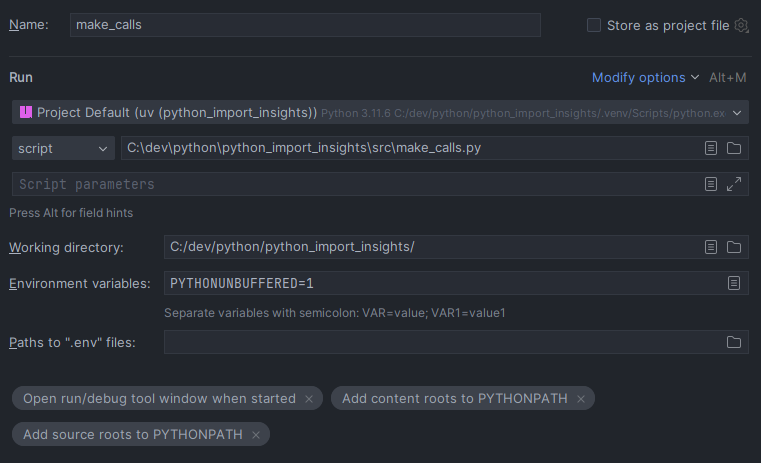 Name: make_calls Store as project file
Run Modify options Alt+M
Project Default (uv (python_import_insights)) Python 3.11.6 C:/dev/python/python_import_insights/.venv/Scripts/python.ex
script C:\dev\python\python_import_insights\src\make_calls.py
Script parameters
Press Alt for field hints
Working directory: C:/dev/python/python_import_insights/
Environment variables: PYTHONUNBUFFERED=1
Separate variables with semicolon: VAR=value; VAR1=value1
Paths to ".env" files:
Open run/debug tool window when started × Add content roots to PYTHONPATH ×
Add source roots to PYTHONPATH ×